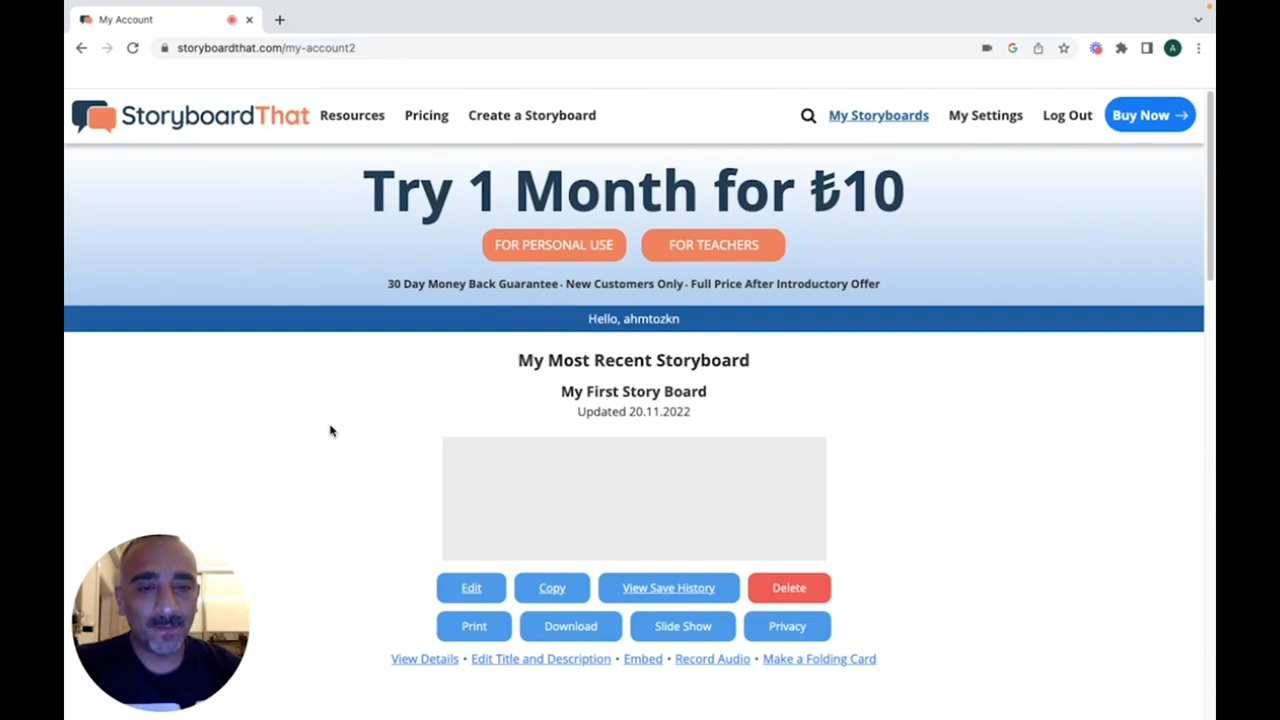 My Account
storyboardthat.com/my-account2
StoryboardThat Resources Pricing Create a Storyboard My Storyboards My Settings Log Out Buy Now →
Try 1 Month for ₺10
FOR PERSONAL USE FOR TEACHERS
30 Day Money Back Guarantee · New Customers Only · Full Price After Introductory Offer
Hello, ahmtozkn
My Most Recent Storyboard
My First Story Board
Updated 20.11.2022
Edit Copy View Save History Delete
Print Download Slide Show Privacy
View Details • Edit Title and Description • Embed • Record Audio • Make a Folding Card
A